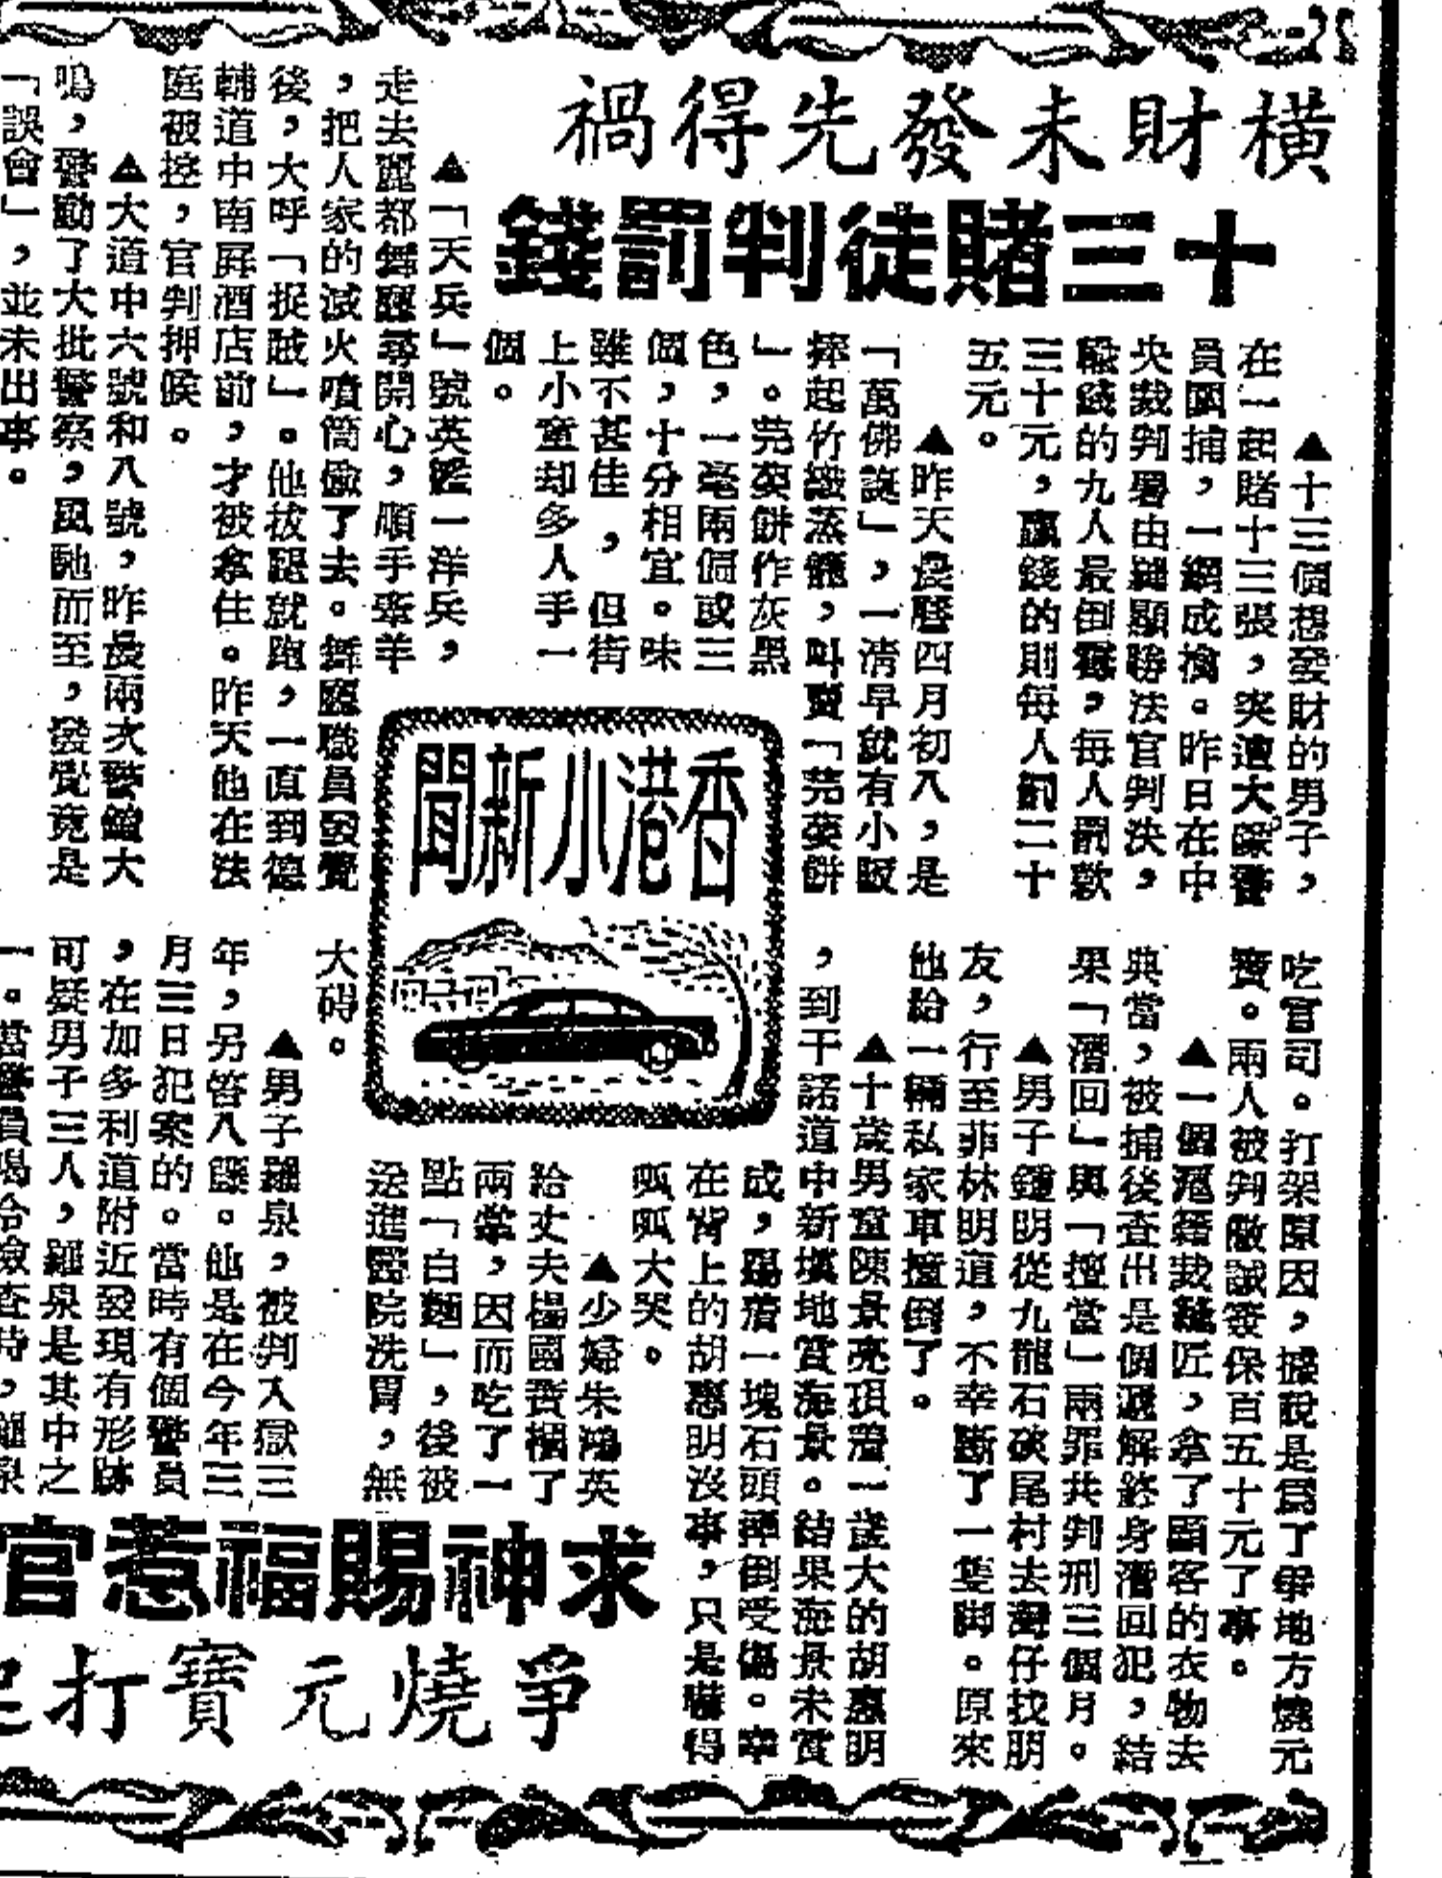 橫財未發先得禍
十三賭徒判罰錢
▲十三個想發財的男子，
在一起賭十三張，突遭大隊警
員圍捕，一網成擒。昨日在中
央裁判署由羅顯勝法官判決，
輸錢的九人最倒霉，每人罰款
三十元，贏錢的則每人罰二十
五元。
▲昨天農曆四月初八，是
「萬佛誕」，一清早就有小販
捧起竹織蒸籠，叫賣「芫荽餅
」。芫荽餅作灰黑
色，一毫兩個或三
個，十分相宜。味
雖不甚佳，但街
上小童却多人手一
個。
▲「天兵」號英艦一洋兵，
走去麗都舞廳尋開心，順手牽羊
，把人家的滅火噴筒偷了去。舞廳職員發覺
後，大呼「捉賊」。他拔腿就跑，一直到德
輔道中南屏酒店前，才被拿住。昨天他在法
庭被控，官判押候。
▲大道中六號和八號，昨晨兩次警鐘大
鳴，警動了大批警察，風馳而至，發覺竟是
「誤會」，並未出事。
香港小新聞
吃官司。打架原因，據說是爲了爭地方燒元
寶。兩人被判敵誡簽保百五十元了事。
▲一個冤籍裁縫匠，拿了顧客的衣物去
典當，被捕後查出是個遞解終身潛回犯，結
果「潛回」與「擅當」兩罪共判刑三個月。
▲男子鍾明從九龍石硤尾村去灣仔找朋
友，行至菲林明道，不幸斷了一隻脚。原來
他給一輛私家車撞倒了。
▲十歲男童陳景亮孭着一歲大的胡惠明
，到干諾道中新填地賞海景。結果海景未賞
成，踢着一塊石頭彈倒受傷。幸
在背上的胡惠明沒事，只是嚇得
呱呱大哭。
▲少婦朱鴻英
給丈夫楊國賓摑了
兩掌，因而吃了一
點「白麵」，後被
送進醫院洗胃，無
大碍。
▲男子羅泉，被判入獄三
年，另笞八籐。他是在今年三
月三日犯案的。當時有個警員
，在加多利道附近發現有形跡
可疑男子三人，羅泉是其中之
一。當警員喝令檢查時，羅泉
求神賜福惹官
爭燒元寶打起